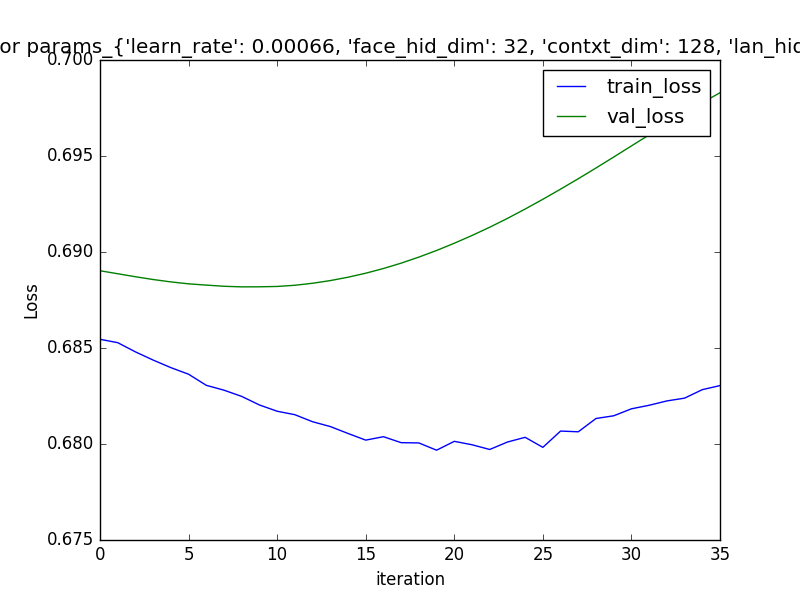 or params_{'learn_rate': 0.00066, 'face_hid_dim': 32, 'contxt_dim': 128, 'lan_hid
0.700
train_loss
val_loss
0.695
0.690
Loss
0.685
0.680
0.675
0 5 10 15 20 25 30 35
iteration